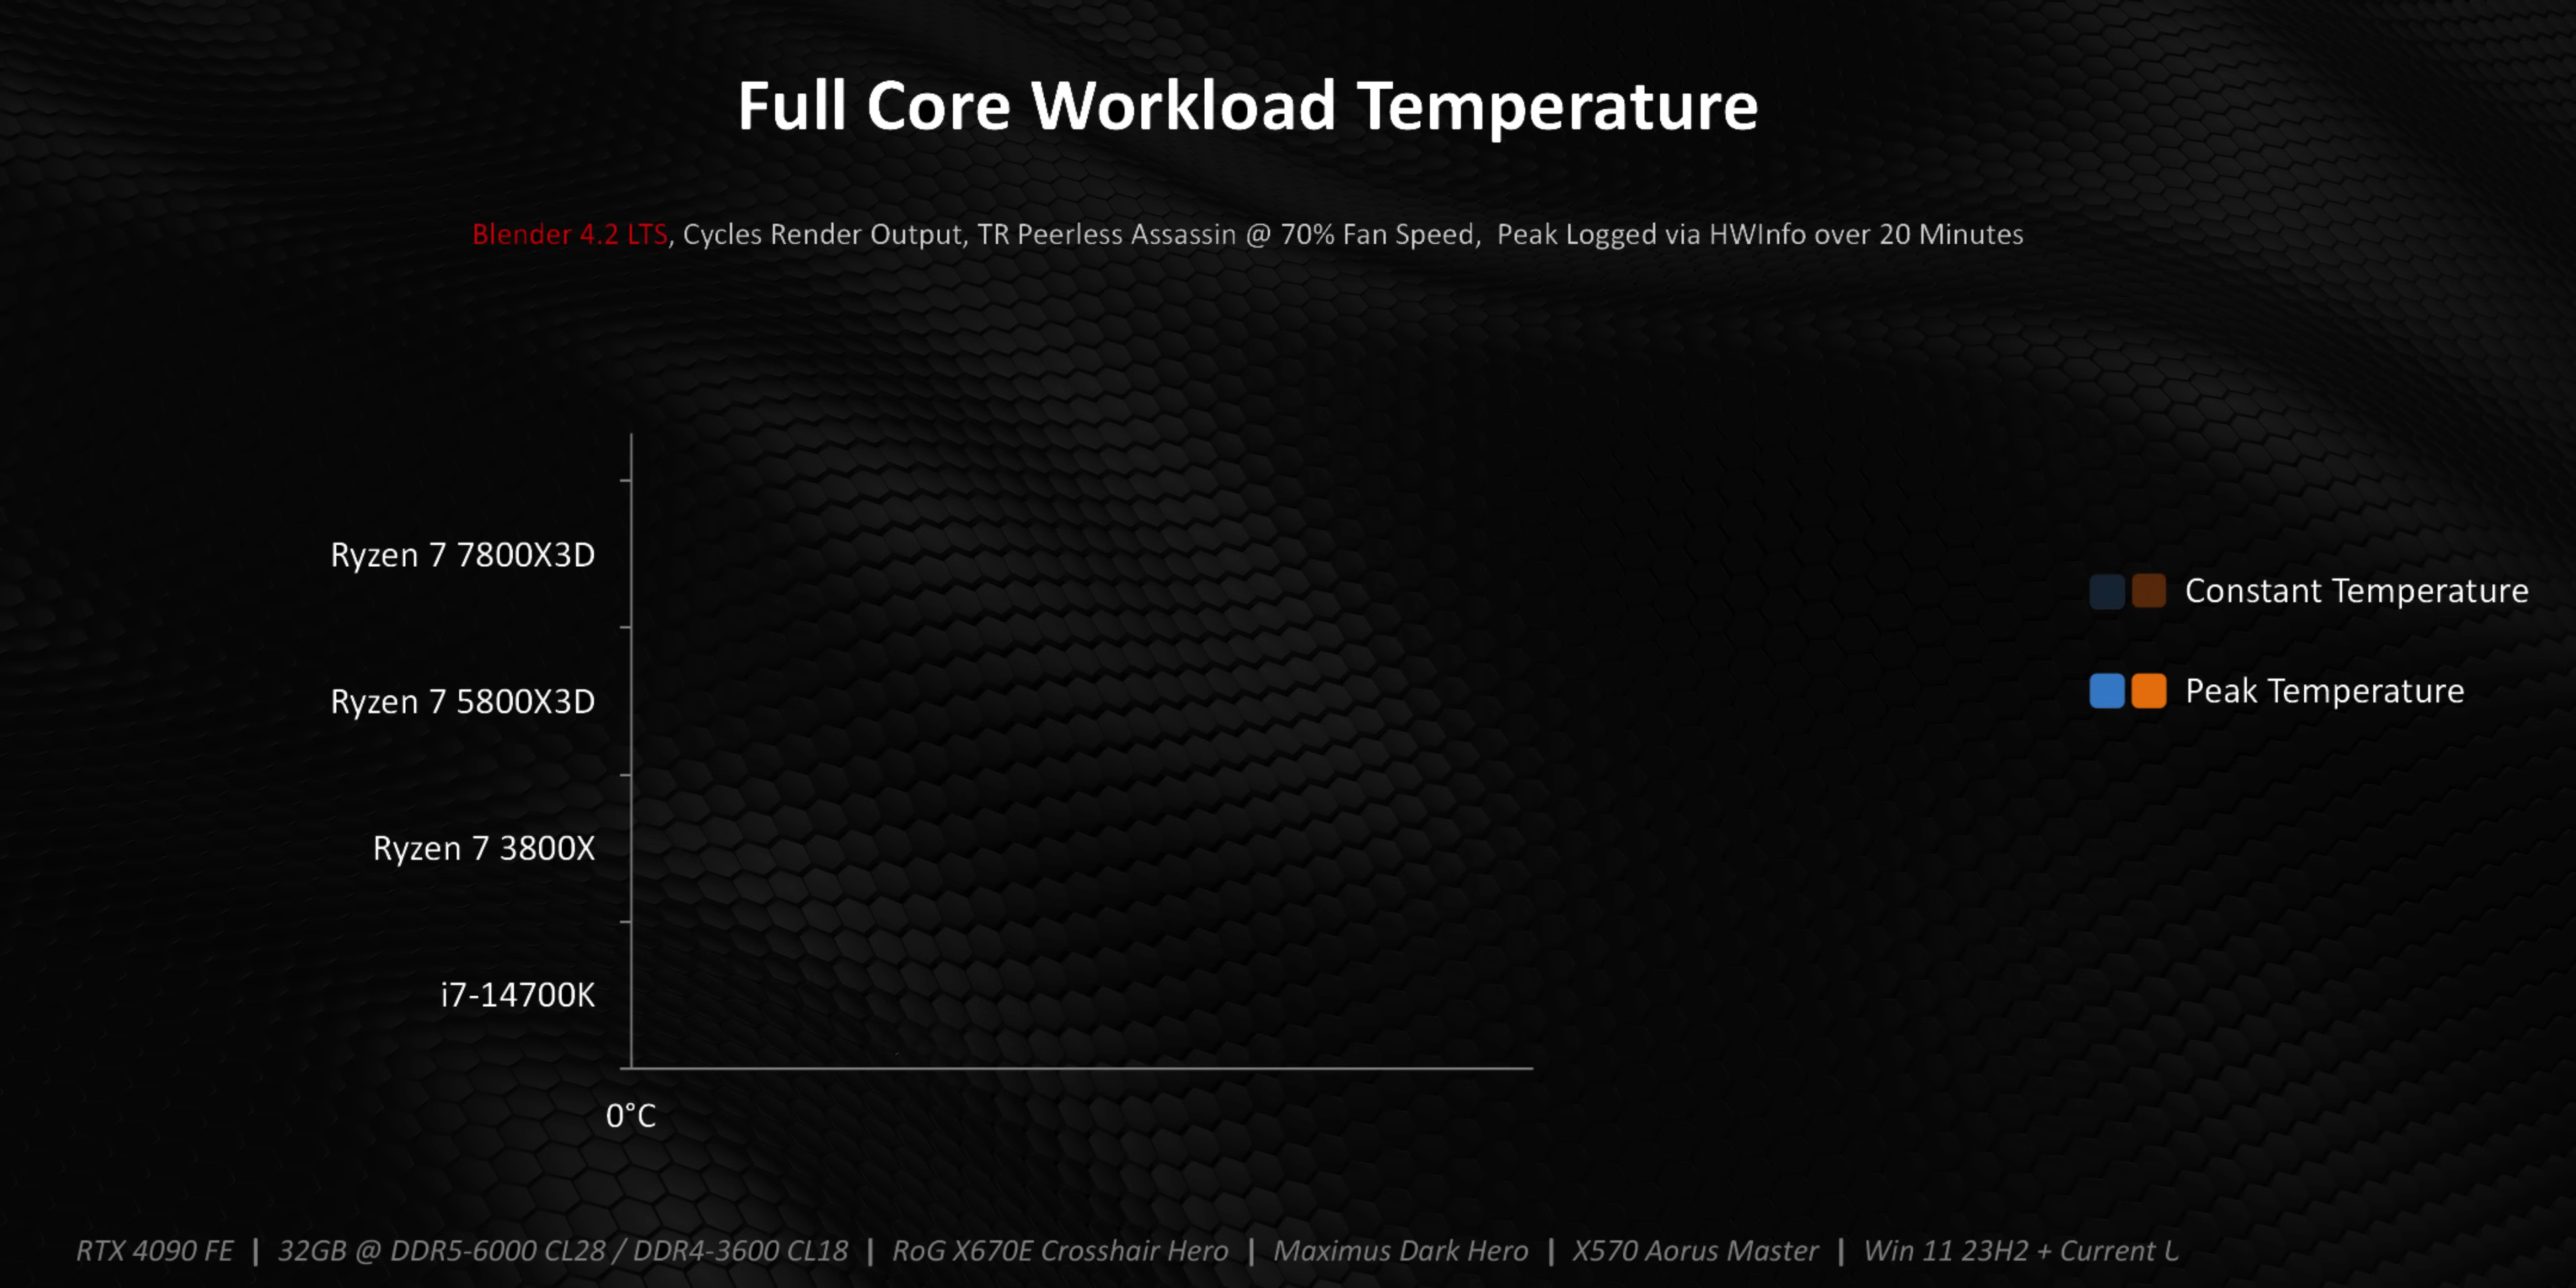 Full Core Workload Temperature
Blender 4.2 LTS, Cycles Render Output, TR Peerless Assassin @ 70% Fan Speed, Peak Logged via HWInfo over 20 Minutes
Ryzen 7 7800X3D
Constant Temperature
Peak Temperature
Ryzen 7 5800X3D
Ryzen 7 3800X
i7-14700K
0°C
RTX 4090 FE | 32GB @ DDR5-6000 CL28 / DDR4-3600 CL18 | RoG X670E Crosshair Hero | Maximus Dark Hero | X570 Aorus Master | Win 11 23H2 + Current